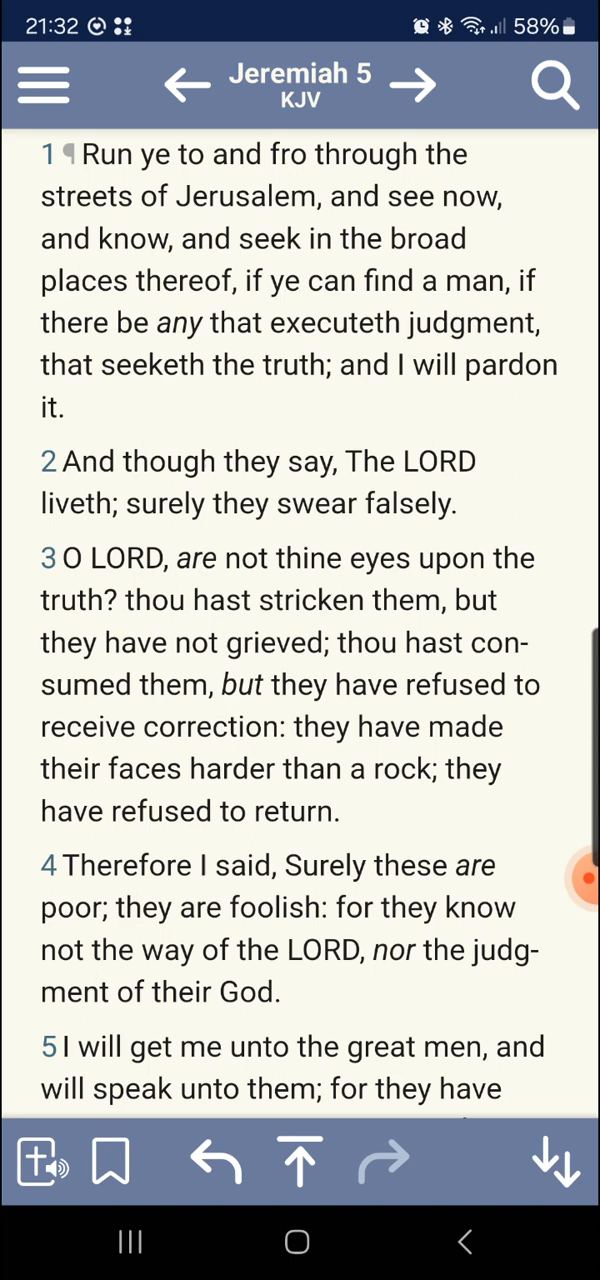 21:32 58%
Jeremiah 5
KJV
1 ¶ Run ye to and fro through the
streets of Jerusalem, and see now,
and know, and seek in the broad
places thereof, if ye can find a man, if
there be any that executeth judgment,
that seeketh the truth; and I will pardon
it.
2 And though they say, The LORD
liveth; surely they swear falsely.
3 O LORD, are not thine eyes upon the
truth? thou hast stricken them, but
they have not grieved; thou hast con-
sumed them, but they have refused to
receive correction: they have made
their faces harder than a rock; they
have refused to return.
4 Therefore I said, Surely these are
poor; they are foolish: for they know
not the way of the LORD, nor the judg-
ment of their God.
5 I will get me unto the great men, and
will speak unto them; for they have